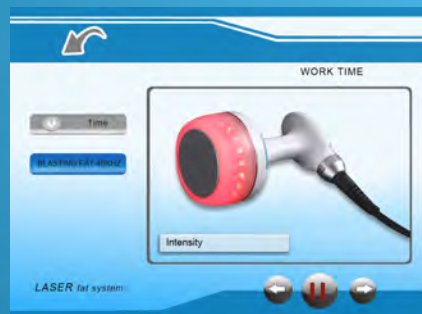 WORK TIME
Time
BLASTING FAT 40KHZ
Intensity
LASER fat system